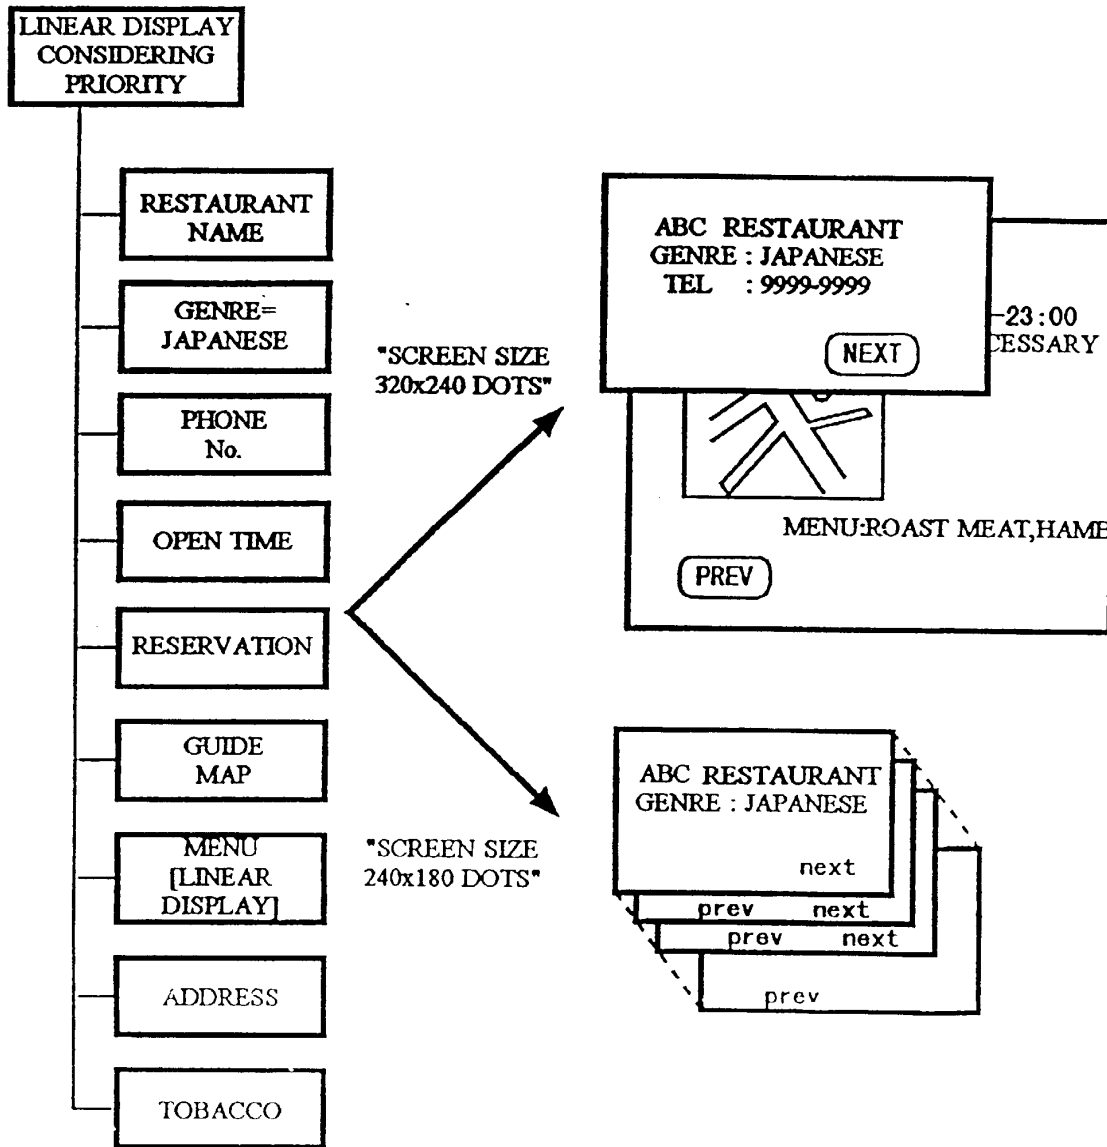 LINEAR DISPLAY
CONSIDERING
PRIORITY
RESTAURANT
NAME
GENRE=
JAPANESE
PHONE
No.
OPEN TIME
RESERVATION
GUIDE
MAP
MENU
[LINEAR
DISPLAY]
ADDRESS
TOBACCO
"SCREEN SIZE
320x240 DOTS"
"SCREEN SIZE
240x180 DOTS"
ABC RESTAURANT
GENRE : JAPANESE
TEL : 9999-9999
NEXT
-23:00
CESSARY
MENU:ROAST MEAT,HAMB
PREV
ABC RESTAURANT
GENRE : JAPANESE
next
prev next
prev next
prev